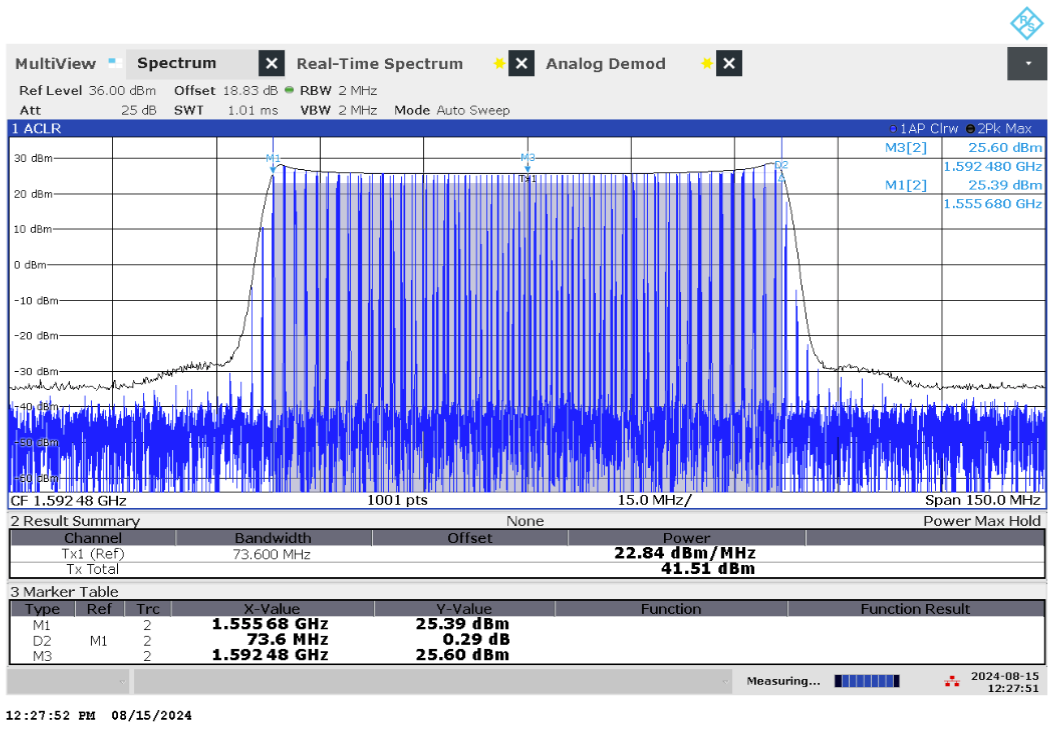 R&S
MultiView Spectrum X Real-Time Spectrum X Analog Demod X
Ref Level 36.00 dBm Offset 18.83 dB RBW 2 MHz
Att 25 dB SWT 1.01 ms VBW 2 MHz Mode Auto Sweep
1 ACLR 1AP Clrw 2Pk Max
M3[2] 25.60 dBm
1.592 480 GHz
M1[2] 25.39 dBm
1.555 680 GHz
M1 M3 D2
Tx1
30 dBm
20 dBm
10 dBm
0 dBm
-10 dBm
-20 dBm
-30 dBm
-40 dBm
-50 dBm
-60 dBm
CF 1.592 48 GHz 1001 pts 15.0 MHz/ Span 150.0 MHz
2 Result Summary None Power Max Hold
Channel Bandwidth Offset Power
Tx1 (Ref) 73.600 MHz 22.84 dBm/MHz
Tx Total 41.51 dBm
3 Marker Table
Type Ref Trc X-Value Y-Value Function Function Result
M1 2 1.555 68 GHz 25.39 dBm
D2 M1 2 73.6 MHz 0.29 dB
M3 2 1.592 48 GHz 25.60 dBm
Measuring... 2024-08-15
12:27:51
12:27:52 PM 08/15/2024